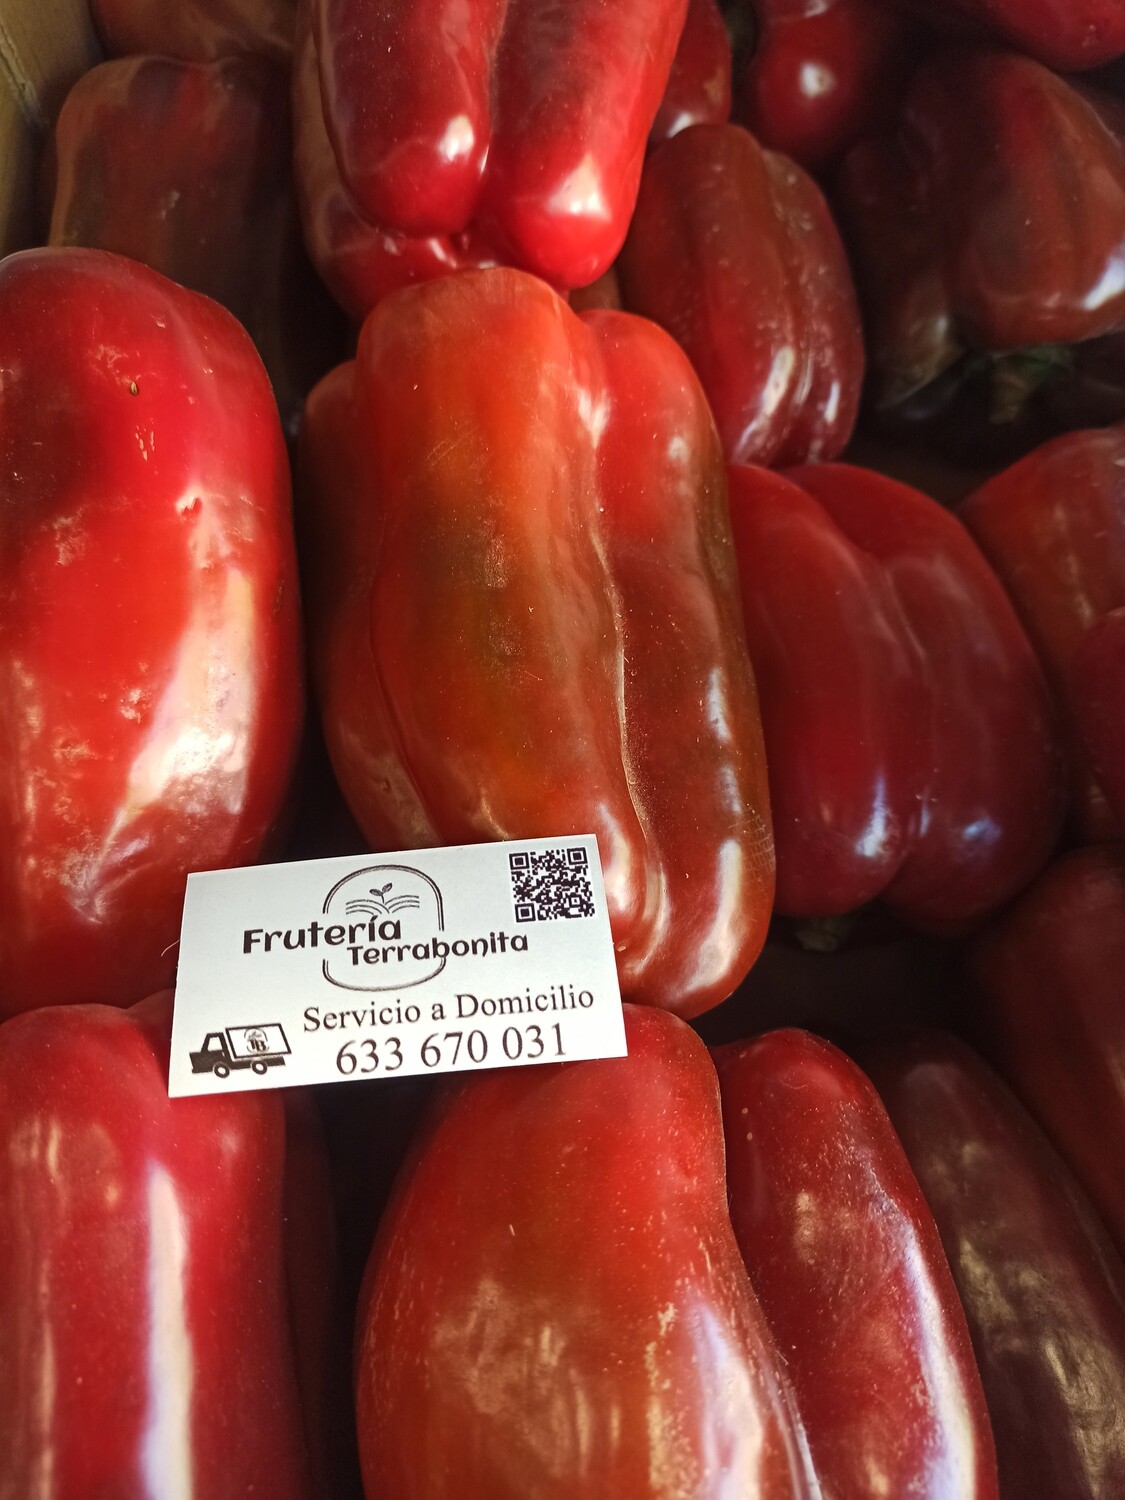 Frutería
Terrabonita
Servicio a Domicilio
633 670 031